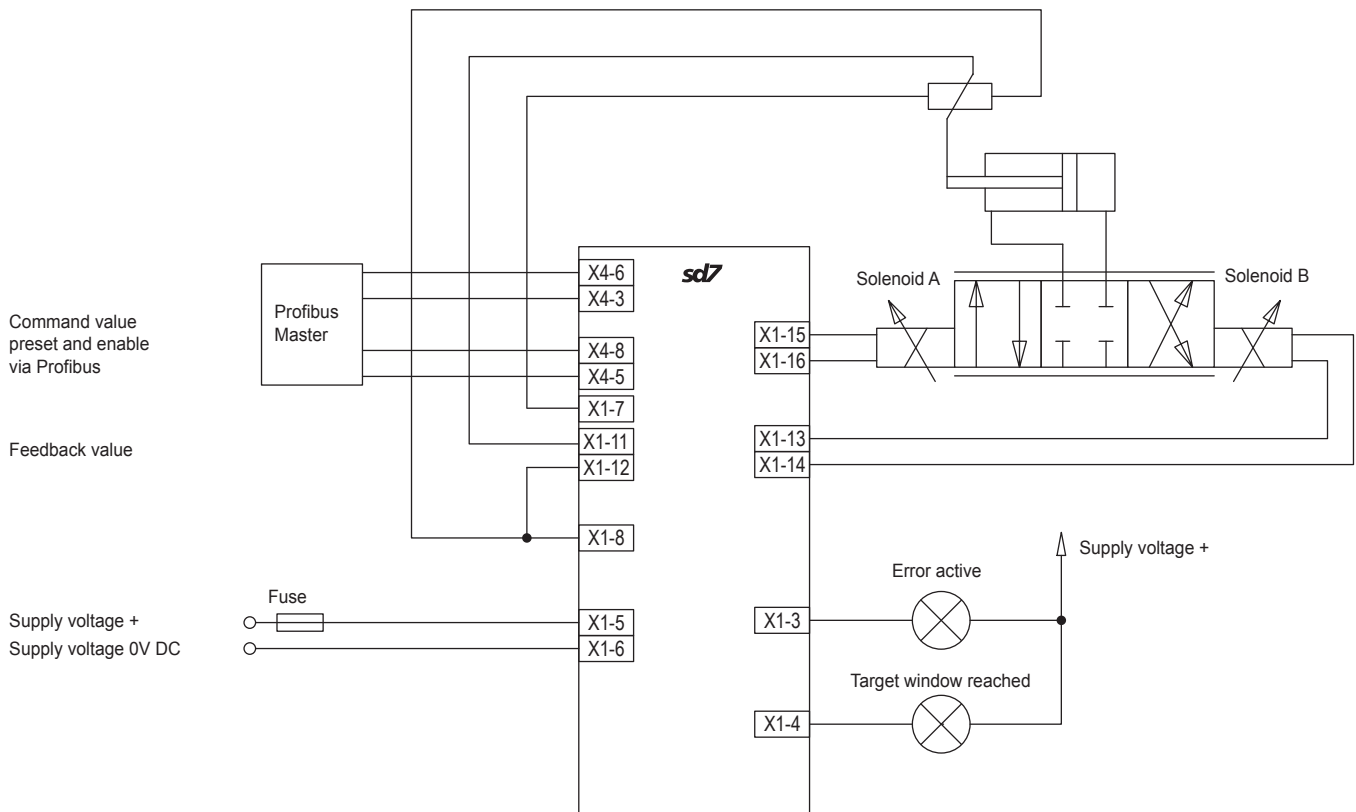 sd7
X4-6
X4-3
Profibus
Master
X4-8
X4-5
Command value
preset and enable
via Profibus
X1-7
X1-11
X1-12
Feedback value
X1-8
Fuse
Supply voltage +
X1-5
Supply voltage 0V DC
X1-6
Solenoid A
Solenoid B
X1-15
X1-16
X1-13
X1-14
Supply voltage +
Error active
X1-3
Target window reached
X1-4